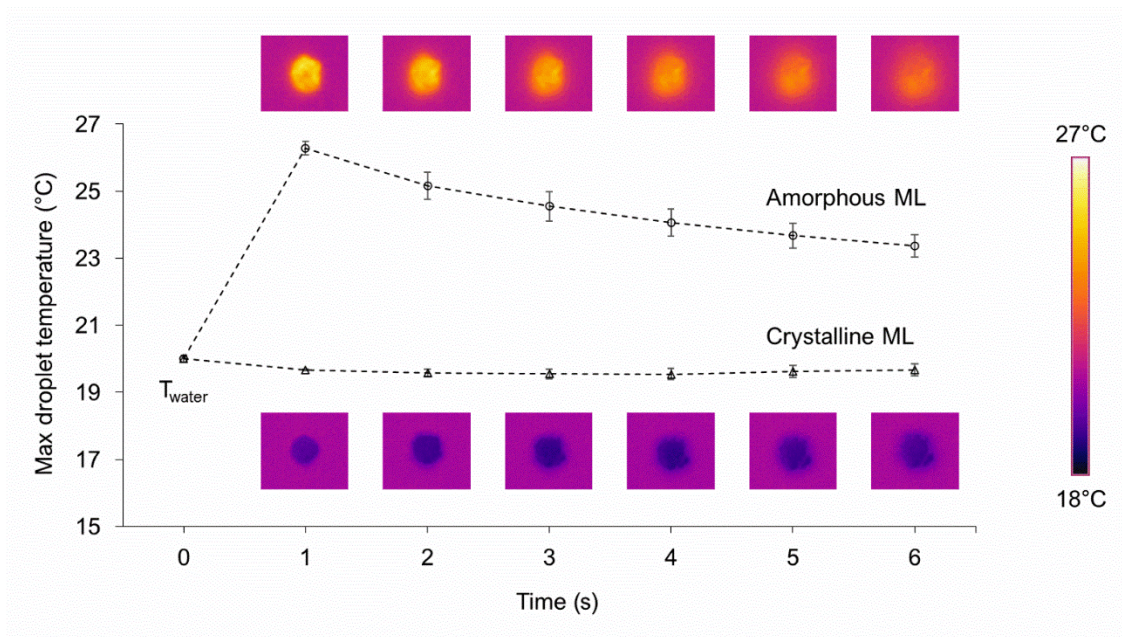 27
25
23
21
19
17
15
Max droplet temperature (°C)
Amorphous ML
Crystalline ML
T water
0 1 2 3 4 5 6
Time (s)
27°C
18°C